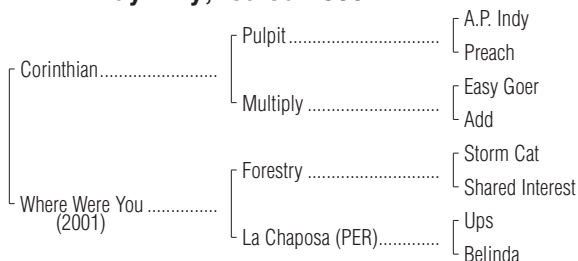 A.P. Indy
Pulpit
Preach
Corinthian
Easy Goer
Multiply
Add
Storm Cat
Forestry
Shared Interest
Where Were You
(2001)
Ups
La Chaposa (PER)
Belinda